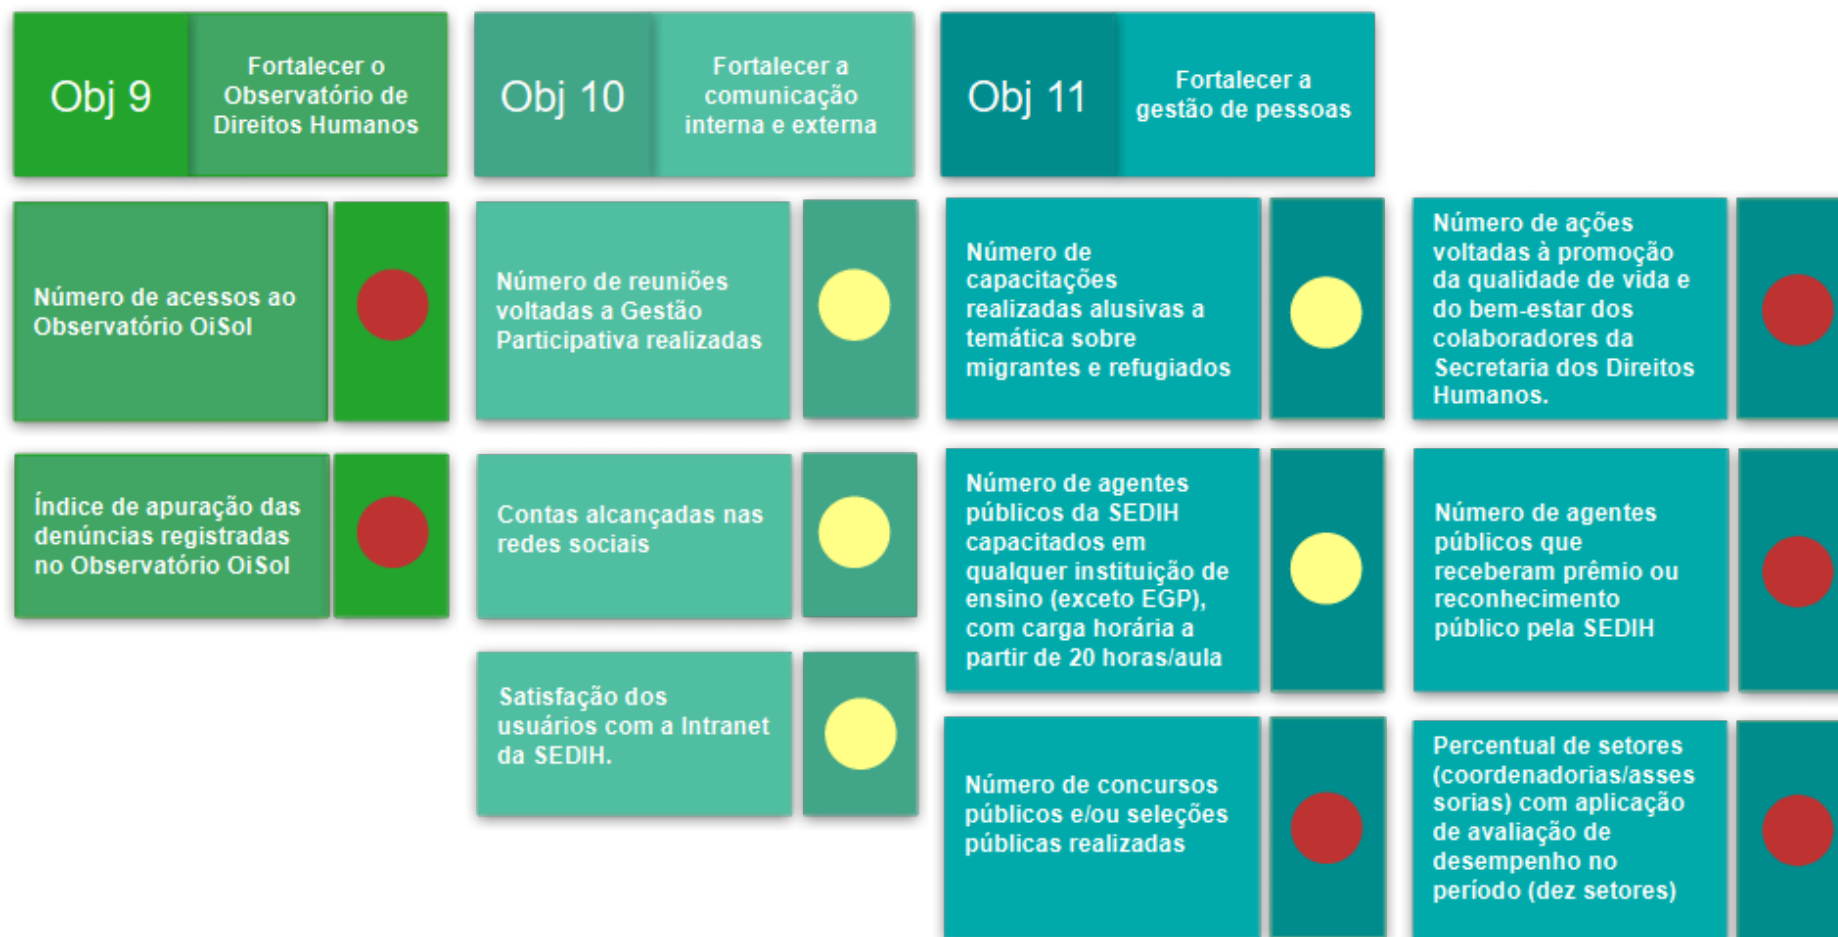 Obj 9
Fortalecer o
Observatório de
Direitos Humanos
Obj 10
Fortalecer a
comunicação
interna e externa
Obj 11
Fortalecer a
gestão de pessoas
Número de acessos ao
Observatório OiSol
Índice de apuração das
denúncias registradas
no Observatório OiSol
Número de reuniões
voltadas a Gestão
Participativa realizadas
Contas alcançadas nas
redes sociais
Satisfação dos
usuários com a Intranet
da SEDIH.
Número de
capacitações
realizadas alusivas a
temática sobre
migrantes e refugiados
Número de agentes
públicos da SEDIH
capacitados em
qualquer instituição de
ensino (exceto EGP),
com carga horária a
partir de 20 horas/aula
Número de concursos
públicos e/ou seleções
públicas realizadas
Número de ações
voltadas à promoção
da qualidade de vida e
do bem-estar dos
colaboradores da
Secretaria dos Direitos
Humanos.
Número de agentes
públicos que
receberam prêmio ou
reconhecimento
público pela SEDIH
Percentual de setores
(coordenadorias/asses
sorias) com aplicação
de avaliação de
desempenho no
período (dez setores)